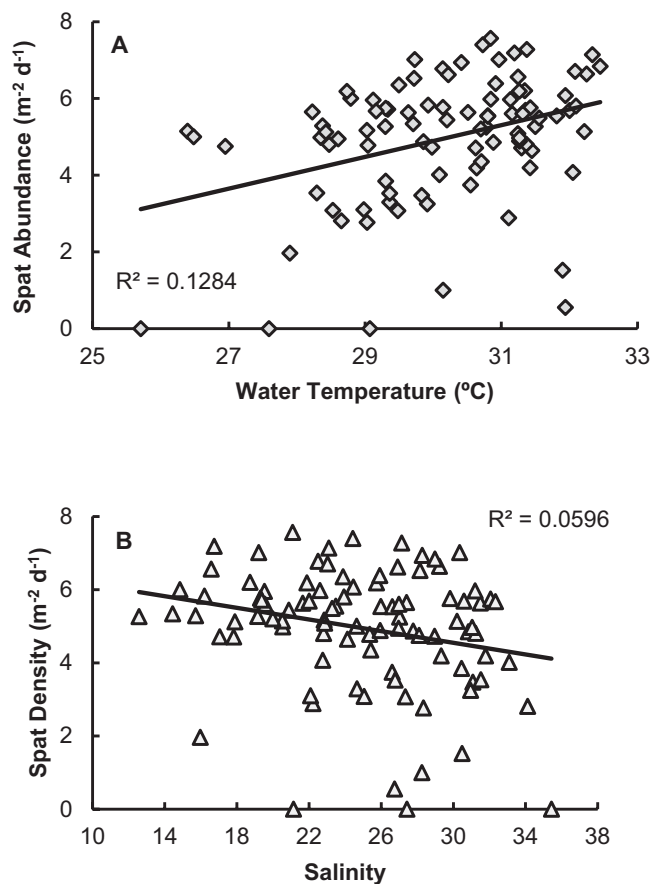 A
Spat Abundance (m⁻² d⁻¹)
8
6
4
2
0
R² = 0.1284
25 27 29 31 33
Water Temperature (ºC)
B
R² = 0.0596
Spat Density (m⁻² d⁻¹)
8
6
4
2
0
10 14 18 22 26 30 34 38
Salinity